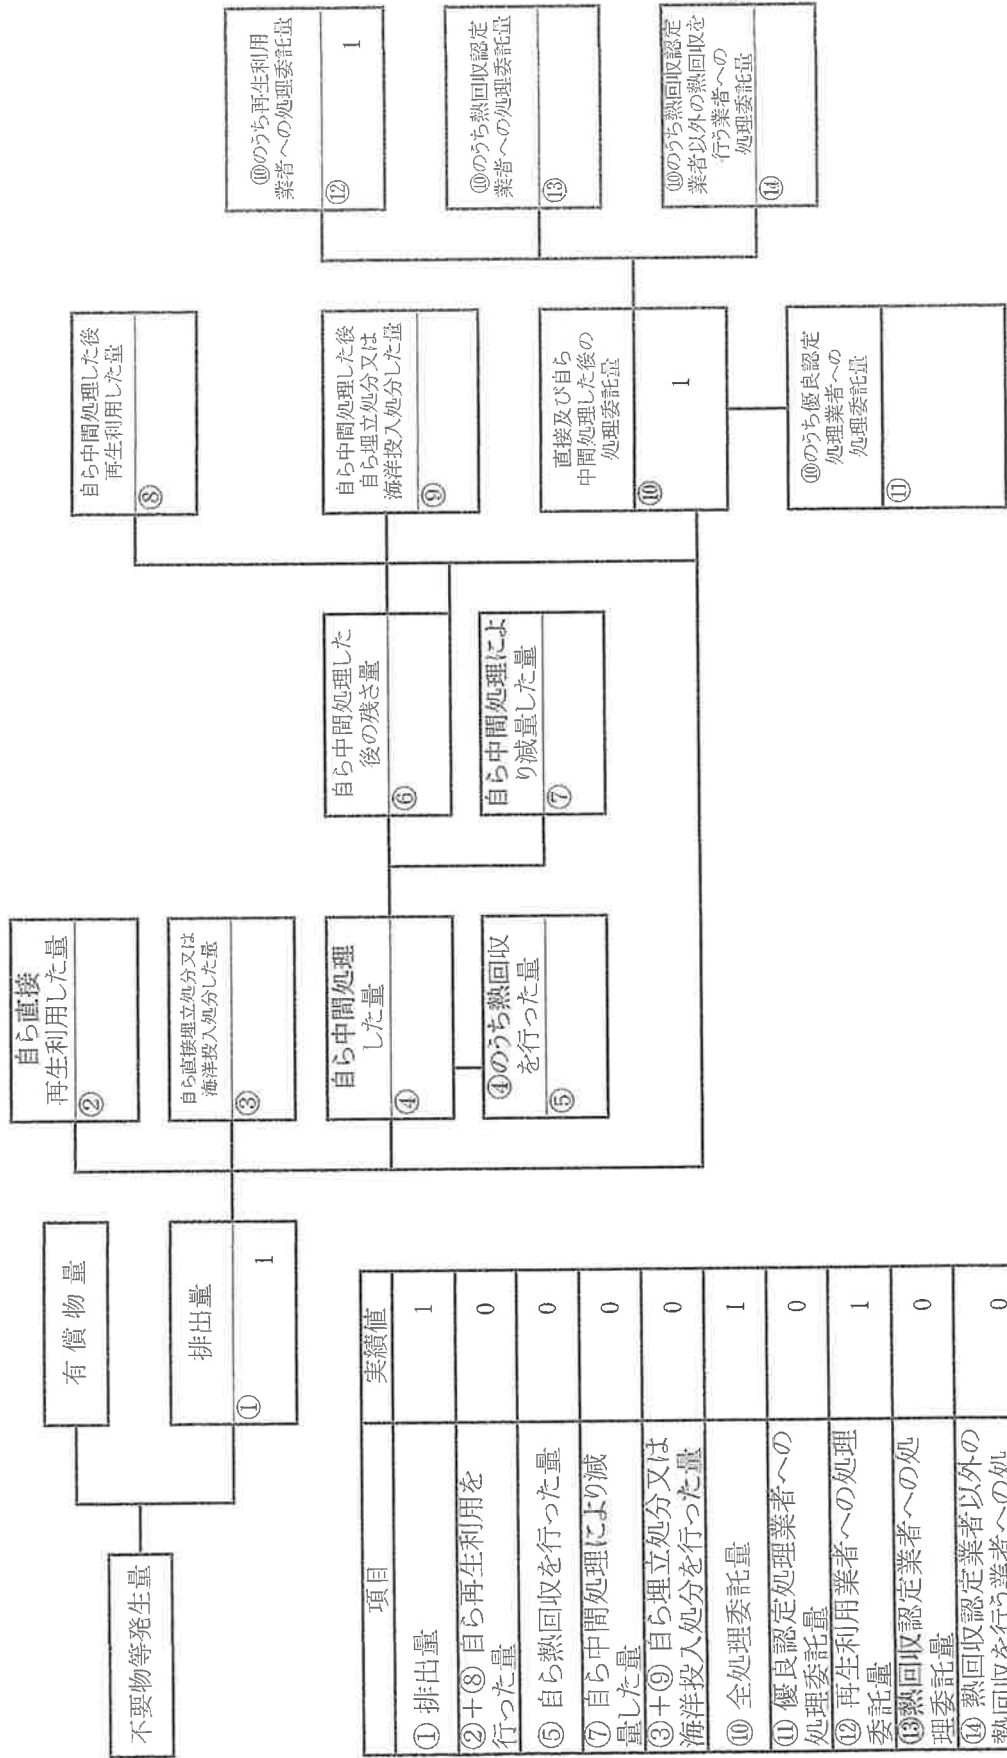 不要物等発生量
有償物量
排出量
①
1
自ら直接
再生利用した量
②
自ら直接埋立処分又は
海洋投入処分した量
③
自ら中間処理
した量
④
④のうち熱回収
を行った量
⑤
自ら中間処理した
後の残さ量
⑥
自ら中間処理によ
り減量した量
⑦
自ら中間処理した後
再生利用した量
⑧
自ら中間処理した後
自ら埋立処分又は
海洋投入処分した量
⑨
直接及び自ら
中間処理した後の
処理委託量
⑩
1
⑩のうち優良認定
処理業者への
処理委託量
⑪
⑩のうち再生利用
業者への処理委託量
⑫
1
⑩のうち熱回収認定
業者への処理委託量
⑬
⑩のうち熱回収認定
業者以外の熱回収を
行う業者への
処理委託量
⑭
項目 実績値
① 排出量 1
②+⑧ 自ら再生利用を
行った量 0
⑤ 自ら熱回収を行った量 0
⑦ 自ら中間処理により減
量した量 0
③+⑨ 自ら埋立処分又は
海洋投入処分を行った量 0
⑩ 全処理委託量 1
⑪ 優良認定処理業者への
処理委託量 0
⑫ 再生利用業者への処理
委託量 1
⑬熱回収認定業者への処
理委託量 0
⑭ 熱回収認定業者以外の
熱回収を行う業者への処 0